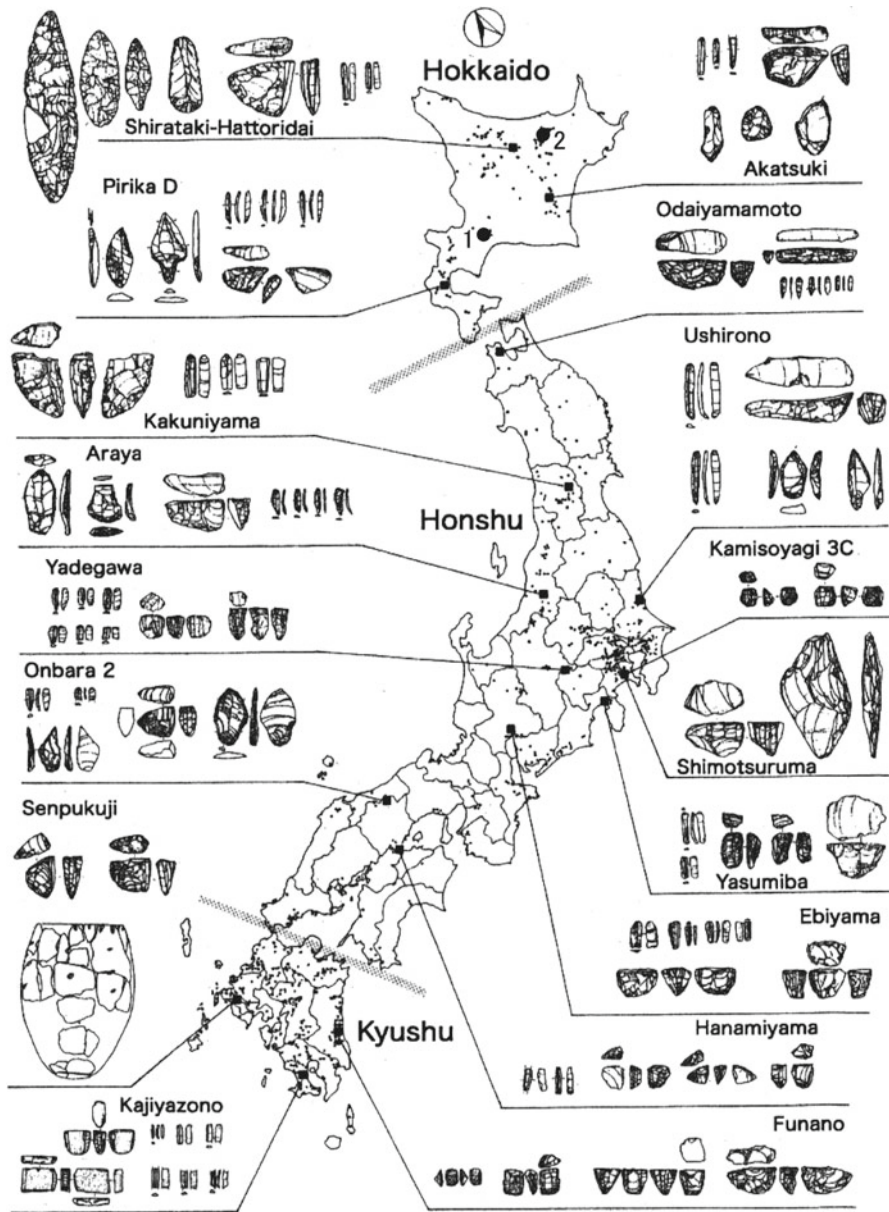 Hokkaido
Shirataki-Hattoridai
2
Akatsuki
Pirika D
1
Odaiyamamoto
Ushirono
Kakuniyama
Araya
Honshu
Kamisoyagi 3C
Yadegawa
Onbara 2
Shimotsuruma
Senpukuji
Yasumiba
Ebiyama
Hanamiyama
Kyushu
Kajiyazono
Funano